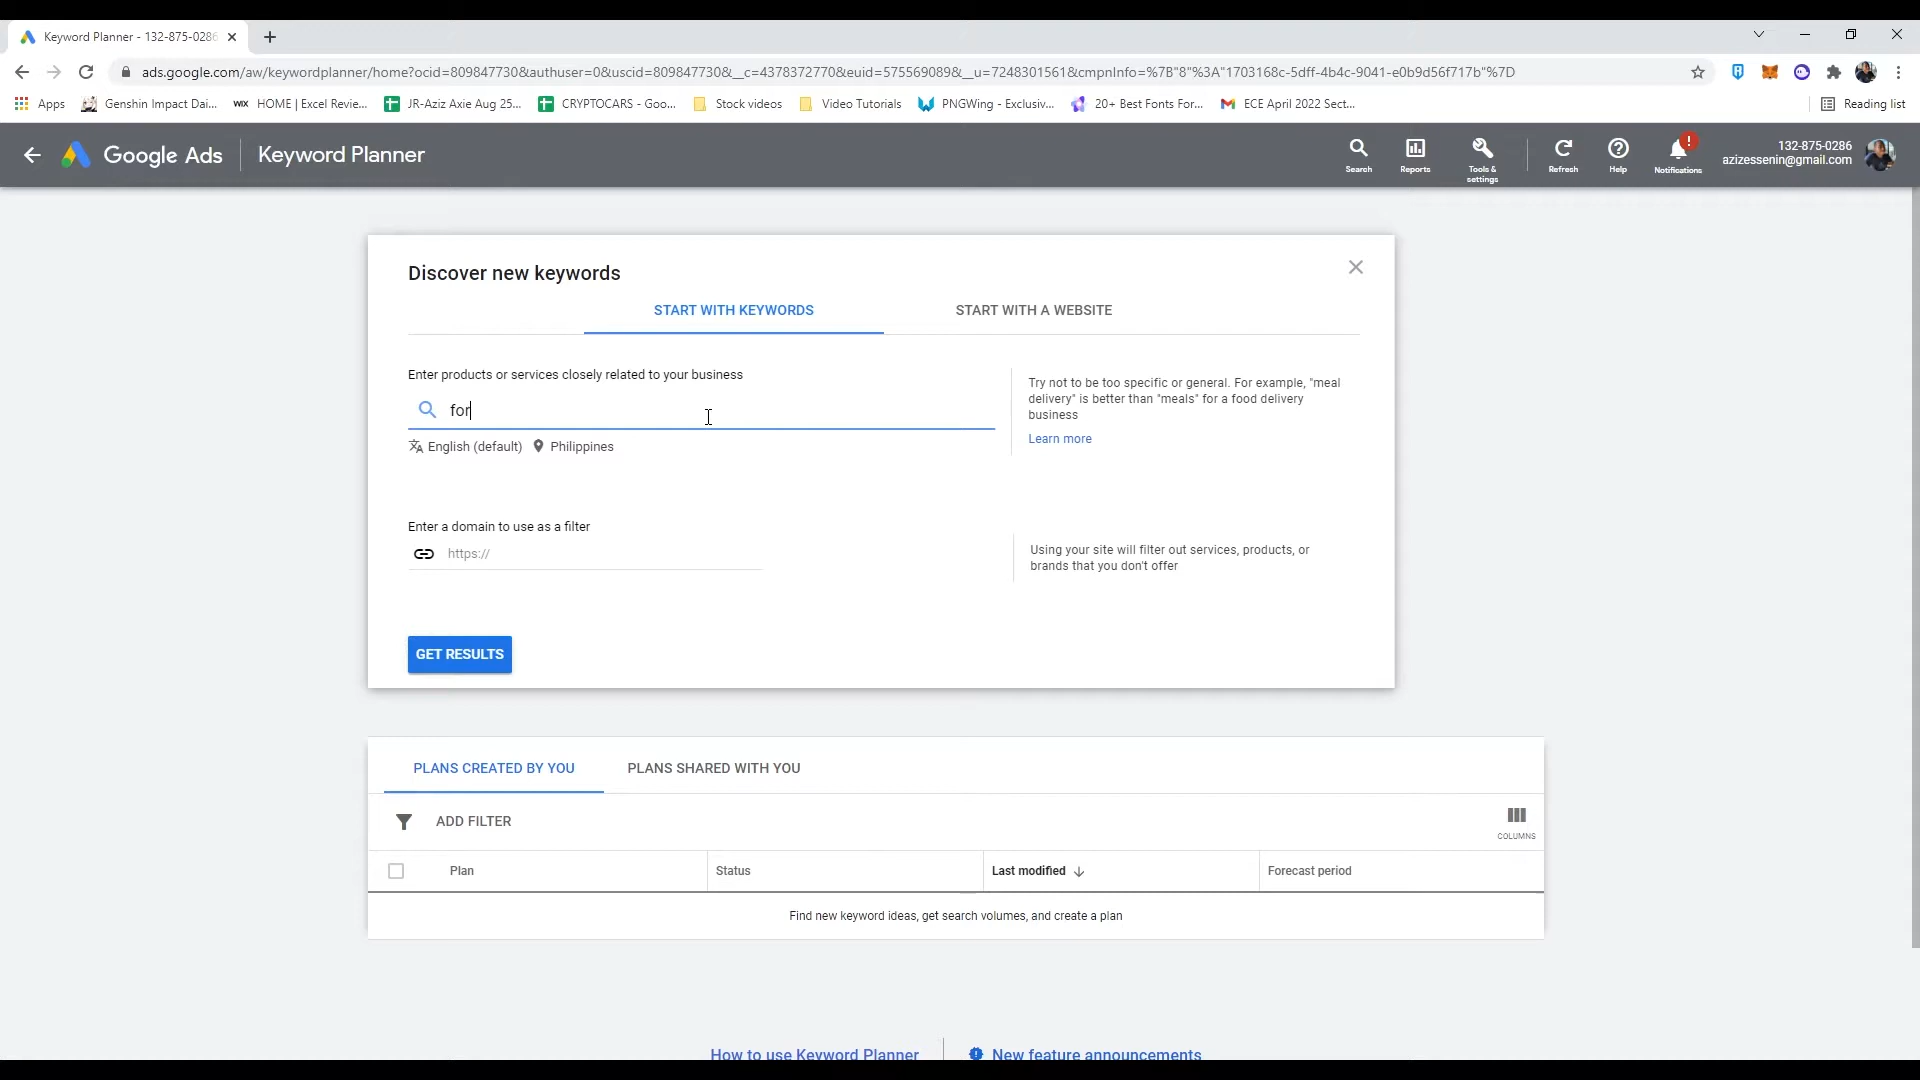 Keyword Planner - 132-875-0286
ads.google.com/aw/keywordplanner/home?ocid=809847730&authuser=0&uscid=809847730&__c=4378372770&euid=575569089&__u=7248301561&cmpnInfo=%7B"8"%3A"1703168c-5dff-4b4c-9041-e0b9d56f717b"%7D
Apps
Genshin Impact Dai...
WIX HOME | Excel Revie...
JR-Aziz Axie Aug 25...
CRYPTOCARS - Goo...
Stock videos
Video Tutorials
PNGWing - Exclusiv...
20+ Best Fonts For...
ECE April 2022 Sect...
Reading list
Google Ads
Keyword Planner
Search
Reports
Tools &
settings
Refresh
Help
!
Notifications
132-875-0286
azizessenin@gmail.com
Discover new keywords
START WITH KEYWORDS
START WITH A WEBSITE
Enter products or services closely related to your business
for
English (default)
Philippines
Try not to be too specific or general. For example, "meal
delivery" is better than "meals" for a food delivery
business
Learn more
Enter a domain to use as a filter
https://
Using your site will filter out services, products, or
brands that you don't offer
GET RESULTS
PLANS CREATED BY YOU
PLANS SHARED WITH YOU
ADD FILTER
COLUMNS
Plan
Status
Last modified
Forecast period
Find new keyword ideas, get search volumes, and create a plan
How to use Keyword Planner
New feature announcements